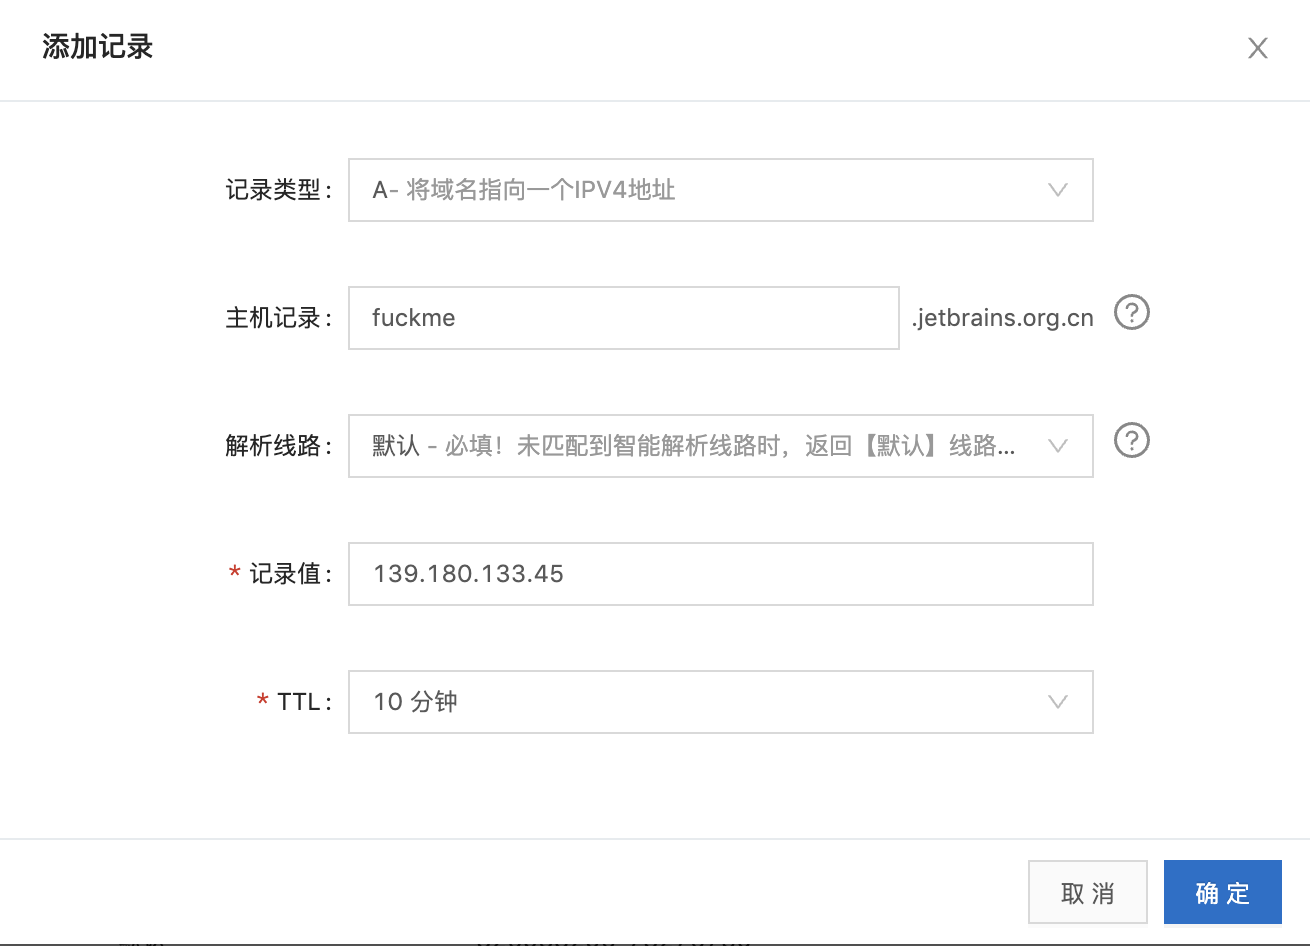 添加记录
记录类型: A- 将域名指向一个IPV4地址
主机记录: fuckme .jetbrains.org.cn ?
解析线路: 默认 - 必填！未匹配到智能解析线路时，返回【默认】线路... ?
* 记录值: 139.180.133.45
* TTL: 10 分钟
取 消 确 定